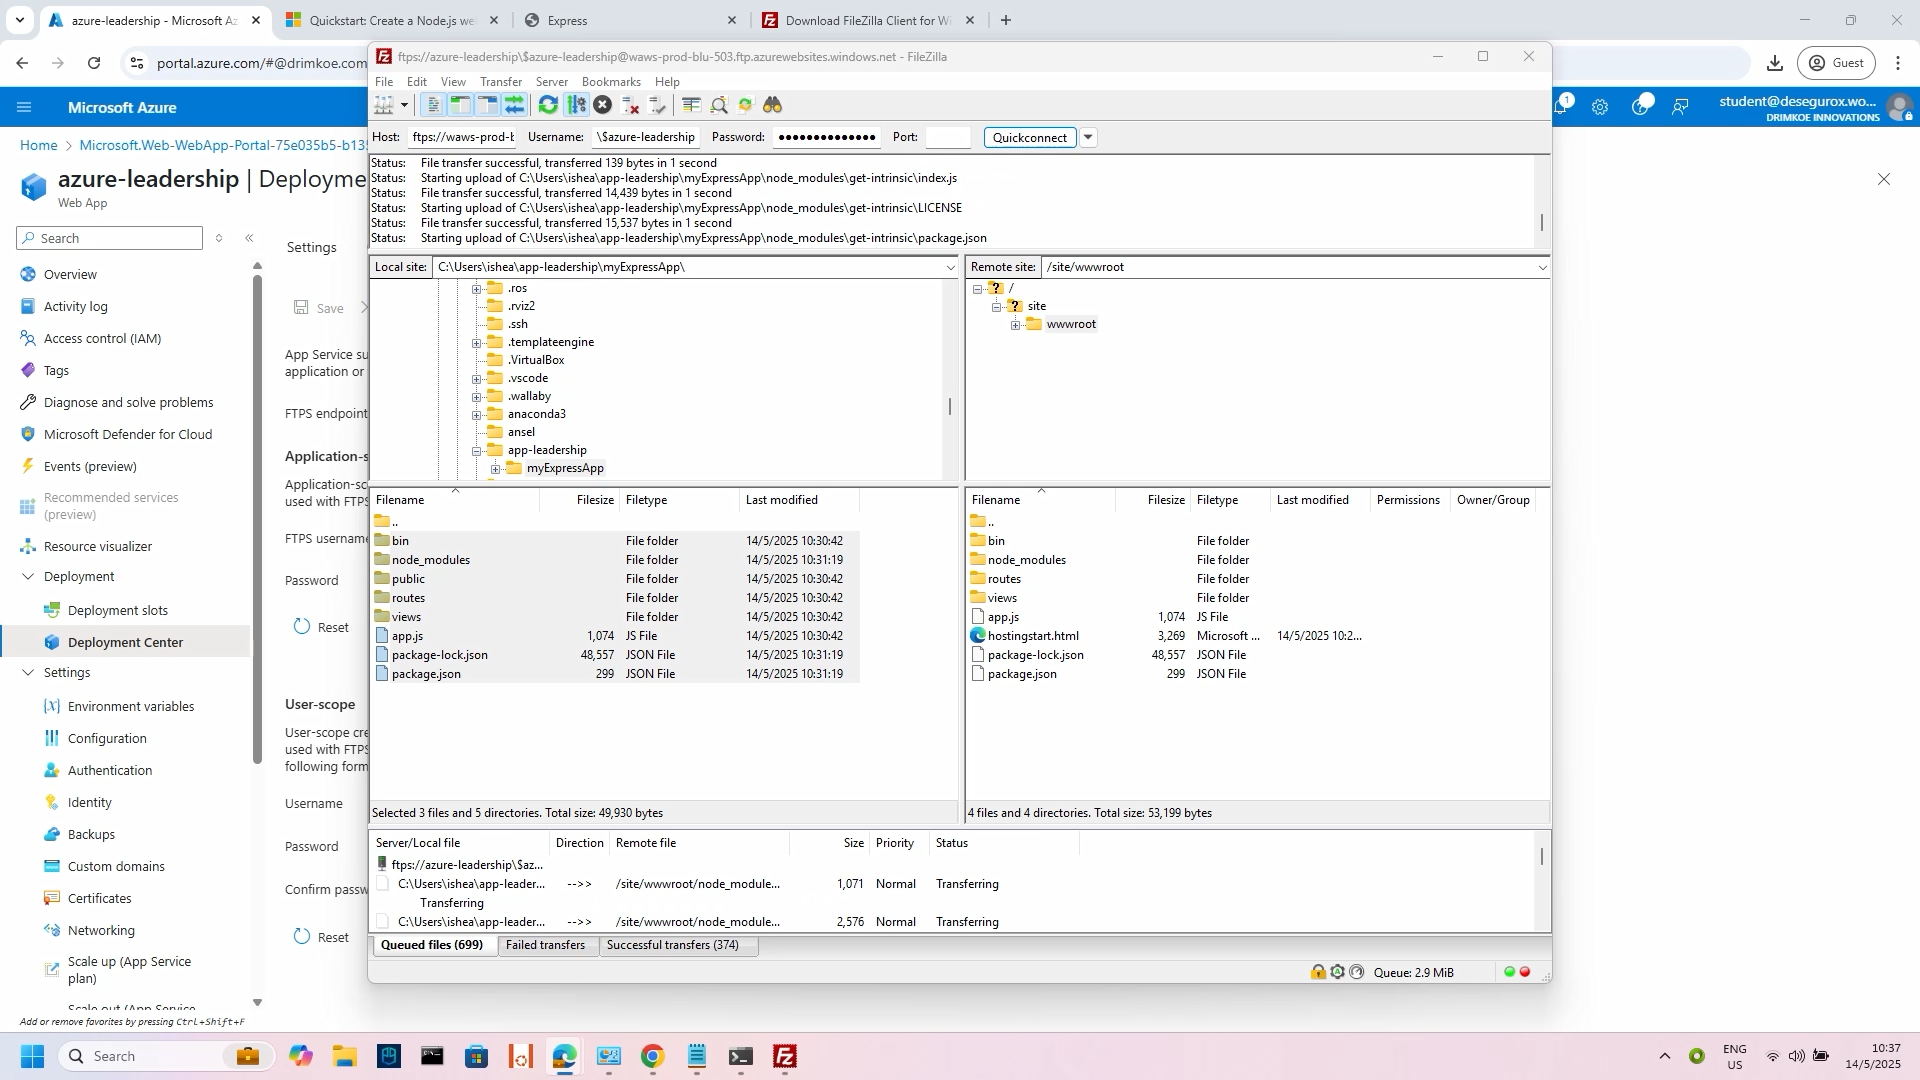 azure-leadership - Microsoft Az
Quickstart: Create a Node.js we
Express
Download FileZilla Client for Wi
portal.azure.com/#@drimkoe.com
Guest
Microsoft Azure
1
student@desegurox.wo...
DRIMKOE INNOVATIONS
Home
Microsoft.Web-WebApp-Portal-75e035b5-b135
azure-leadership | Deployme
Web App
Search
Overview
Activity log
Access control (IAM)
Tags
Diagnose and solve problems
Microsoft Defender for Cloud
Events (preview)
Recommended services
(preview)
Resource visualizer
Deployment
Deployment slots
Deployment Center
Settings
Environment variables
Configuration
Authentication
Identity
Backups
Custom domains
Certificates
Networking
Scale up (App Service
plan)
Scale out (App Service
Add or remove favorites by pressing Ctrl+Shift+F
Settings
Save
App Service su
application or
FTPS endpoint
Application-s
Application-sc
used with FTPS
FTPS username
Password
Reset
User-scope
User-scope cre
used with FTPS
following form
Username
Password
Confirm passw
Reset
ftps://azure-leadership\$azure-leadership@waws-prod-blu-503.ftp.azurewebsites.windows.net - FileZilla
File Edit View Transfer Server Bookmarks Help
Host: ftps://waws-prod-b Username: \$azure-leadership Password: ●●●●●●●●●●●●●● Port: Quickconnect
Status: File transfer successful, transferred 139 bytes in 1 second
Status: Starting upload of C:\Users\ishea\app-leadership\myExpressApp\node_modules\get-intrinsic\index.js
Status: File transfer successful, transferred 14,439 bytes in 1 second
Status: Starting upload of C:\Users\ishea\app-leadership\myExpressApp\node_modules\get-intrinsic\LICENSE
Status: File transfer successful, transferred 15,537 bytes in 1 second
Status: Starting upload of C:\Users\ishea\app-leadership\myExpressApp\node_modules\get-intrinsic\package.json
Local site: C:\Users\ishea\app-leadership\myExpressApp\
.ros
.rviz2
.ssh
.templateengine
.VirtualBox
.vscode
.wallaby
anaconda3
ansel
app-leadership
myExpressApp
Remote site: /site/wwwroot
/
site
wwwroot
Filename Filesize Filetype Last modified
..
bin File folder 14/5/2025 10:30:42
node_modules File folder 14/5/2025 10:31:19
public File folder 14/5/2025 10:30:42
routes File folder 14/5/2025 10:30:42
views File folder 14/5/2025 10:30:42
app.js 1,074 JS File 14/5/2025 10:30:42
package-lock.json 48,557 JSON File 14/5/2025 10:31:19
package.json 299 JSON File 14/5/2025 10:31:19
Selected 3 files and 5 directories. Total size: 49,930 bytes
Filename Filesize Filetype Last modified Permissions Owner/Group
..
bin File folder
node_modules File folder
routes File folder
views File folder
app.js 1,074 JS File
hostingstart.html 3,269 Microsoft ... 14/5/2025 10:2...
package-lock.json 48,557 JSON File
package.json 299 JSON File
4 files and 4 directories. Total size: 53,199 bytes
Server/Local file Direction Remote file Size Priority Status
ftps://azure-leadership\$az...
C:\Users\ishea\app-leader... -->> /site/wwwroot/node_module... 1,071 Normal Transferring
Transferring
C:\Users\ishea\app-leader... -->> /site/wwwroot/node_module... 2,576 Normal Transferring
Queued files (699) Failed transfers Successful transfers (374)
Queue: 2.9 MiB
Search
ENG
US
10:37
14/5/2025